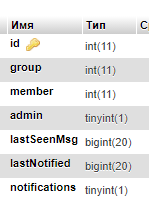 Имя Тип С
id int(11)
group int(11)
member int(11)
admin tinyint(1)
lastSeenMsg bigint(20)
lastNotified bigint(20)
notifications tinyint(1)